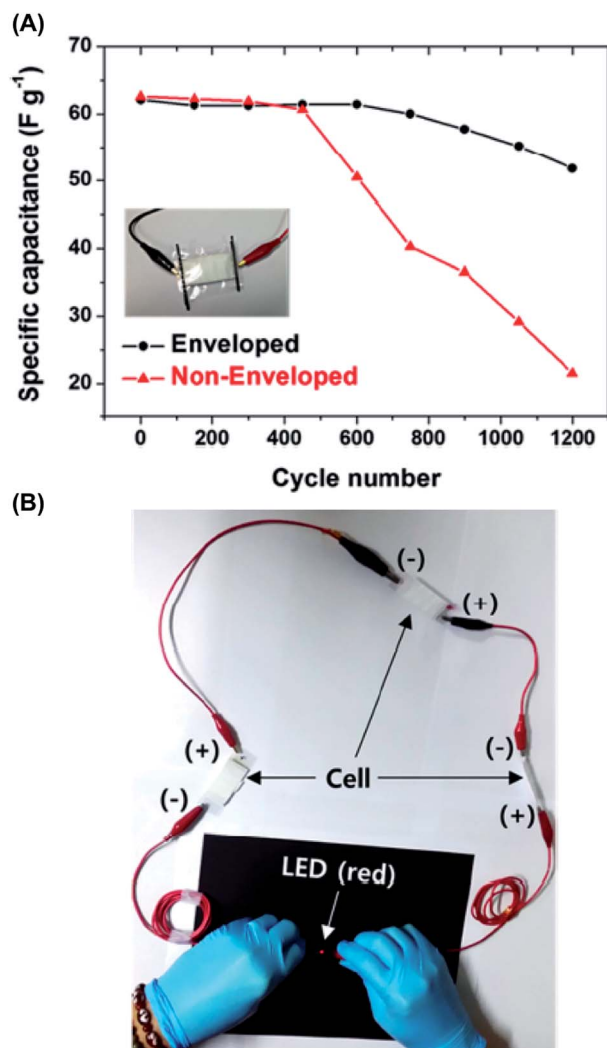 (A)
Specific capacitance (F g⁻¹)
70
60
50
40
30
20
Enveloped
Non-Enveloped
0 200 400 600 800 1000 1200
Cycle number
(B)
(-)
(+)
(+)
(-)
Cell
(-)
(+)
LED (red)